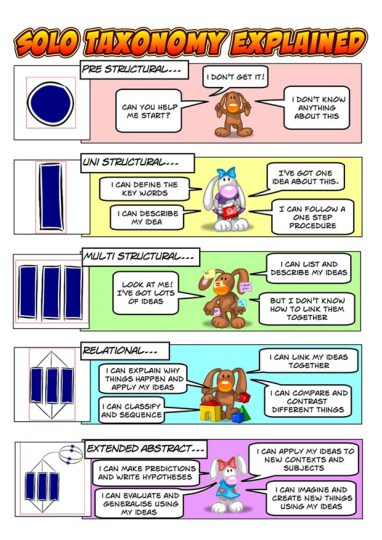 SOLO TAXONOMY EXPLAINED
PRE STRUCTURAL...
I DON'T GET IT!
CAN YOU HELP
ME START?
I DON'T KNOW
ANYTHING
ABOUT THIS
UNI STRUCTURAL...
I CAN DEFINE THE
KEY WORDS
I'VE GOT ONE
IDEA ABOUT THIS.
I CAN DESCRIBE
MY IDEA
I CAN FOLLOW A
ONE STEP
PROCEDURE
MULTI STRUCTURAL...
I CAN LIST AND
DESCRIBE MY IDEAS
LOOK AT ME!
I'VE GOT LOTS
OF IDEAS
BUT I DON'T KNOW
HOW TO LINK THEM
TOGETHER
RELATIONAL...
I CAN LINK MY IDEAS
TOGETHER
I CAN EXPLAIN WHY
THINGS HAPPEN AND
APPLY MY IDEAS
I CAN COMPARE AND
CONTRAST
DIFFERENT THINGS
I CAN CLASSIFY
AND SEQUENCE
EXTENDED ABSTRACT...
I CAN APPLY MY IDEAS TO
NEW CONTEXTS AND
SUBJECTS
I CAN MAKE PREDICTIONS
AND WRITE HYPOTHESES
I CAN EVALUATE AND
GENERALISE USING
MY IDEAS
I CAN IMAGINE AND
CREATE NEW THINGS
USING MY IDEAS